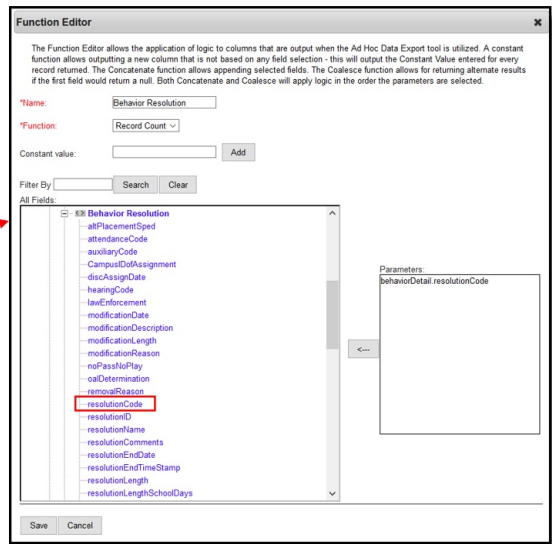 Function Editor
The Function Editor allows the application of logic to columns that are output when the Ad Hoc Data Export tool is utilized. A constant
function allows outputting a new column that is not based on any field selection - this will output the Constant Value entered for every
record returned. The Concatenate function allows appending selected fields. The Coalesce function allows for returning alternate results
if the first field would return a null. Both Concatenate and Coalesce will apply logic in the order the parameters are selected.
*Name: Behavior Resolution
*Function: Record Count
Constant value: Add
Filter By Search Clear
All Fields:
Behavior Resolution
altPlacementSped
attendanceCode
auxiliaryCode
CampusIDofAssignment
discAssignDate
hearingCode
lawEnforcement
modificationDate
modificationDescription
modificationLength
modificationReason
noPassNoPlay
oalDetermination
removalReason
resolutionCode
resolutionID
resolutionName
resolutionComments
resolutionEndDate
resolutionEndTimeStamp
resolutionLength
resolutionLengthSchoolDays
<---
Parameters:
behaviorDetail.resolutionCode
Save Cancel